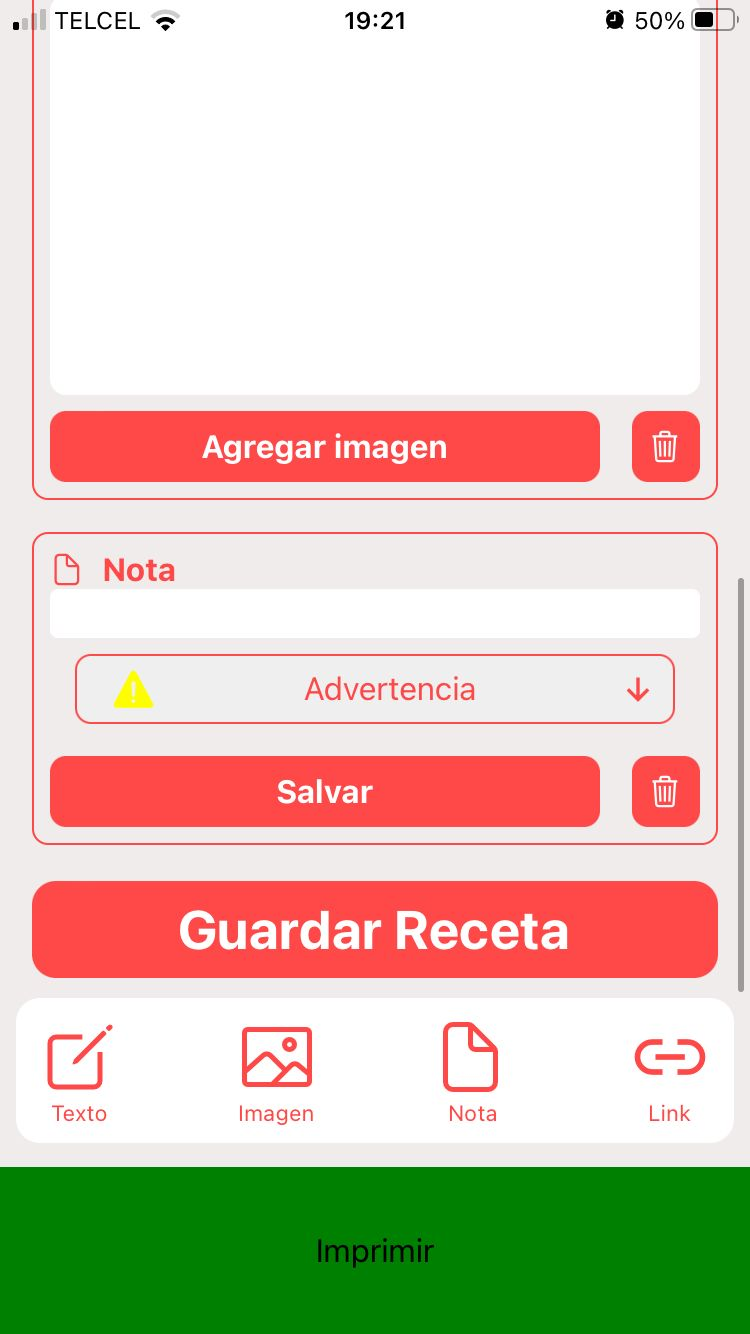 TELCEL 19:21 50%
Agregar imagen
Nota
Advertencia
Salvar
Guardar Receta
Texto Imagen Nota Link
Imprimir